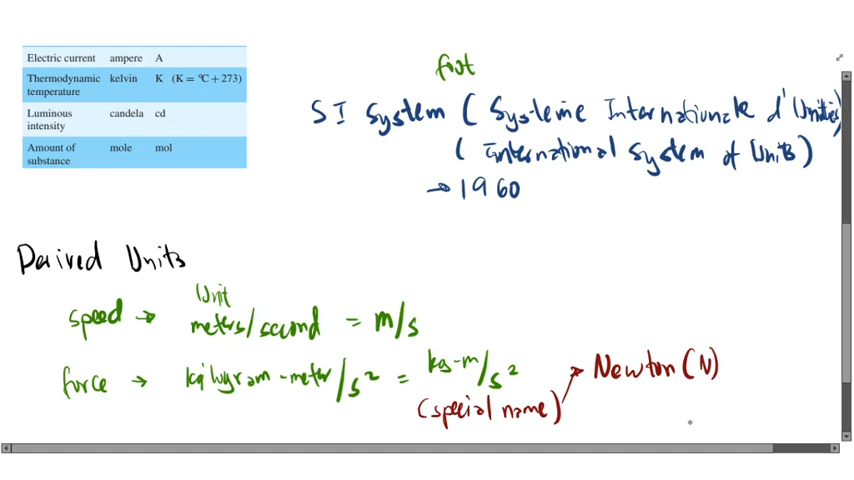 Electric current ampere A
Thermodynamic temperature kelvin K (K = °C + 273)
Luminous intensity candela cd
Amount of substance mole mol
foot
SI System (Systeme Internationale d'Unities)
(International System of Units)
→ 1960
Derived Units
Unit
speed → meters/second = m/s
force → kilogram-meter/s² = kg-m/s² → Newton (N)
(special name)